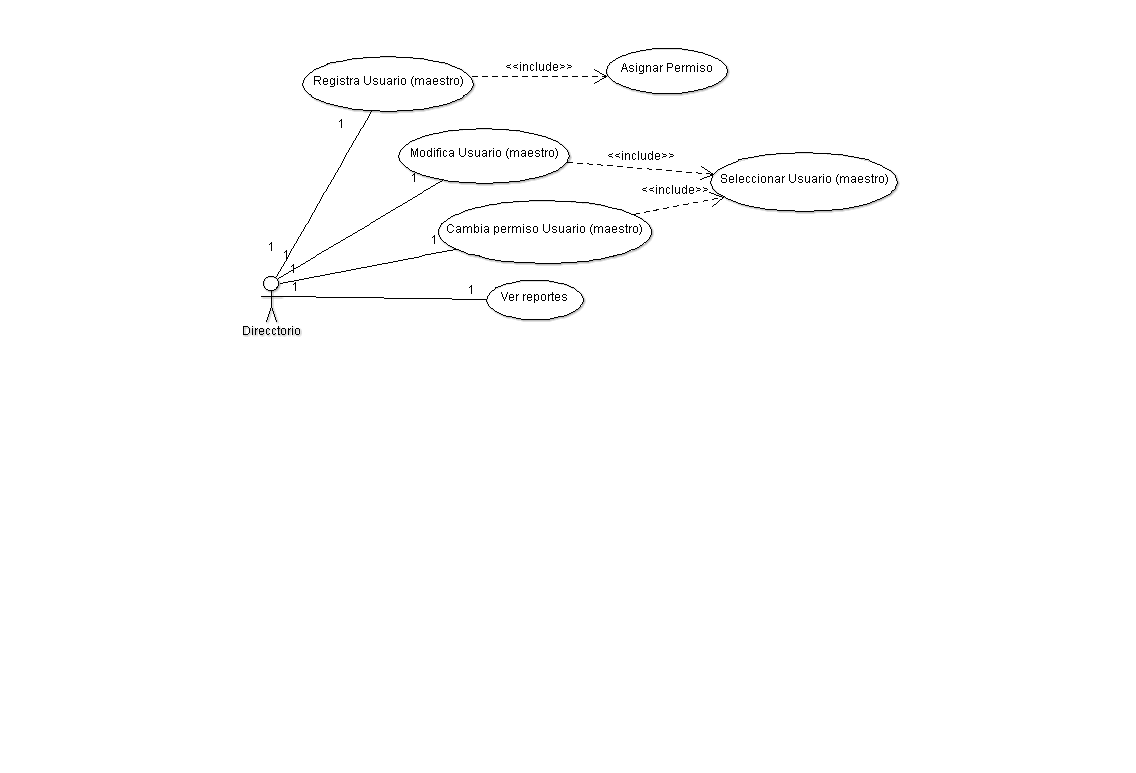 <<include>>
Asignar Permiso
Registra Usuario (maestro)
1
Modifica Usuario (maestro)
<<include>>
1
Seleccionar Usuario (maestro)
<<include>>
Cambia permiso Usuario (maestro)
1
1
1
1
1
1
Ver reportes
Direcctorio